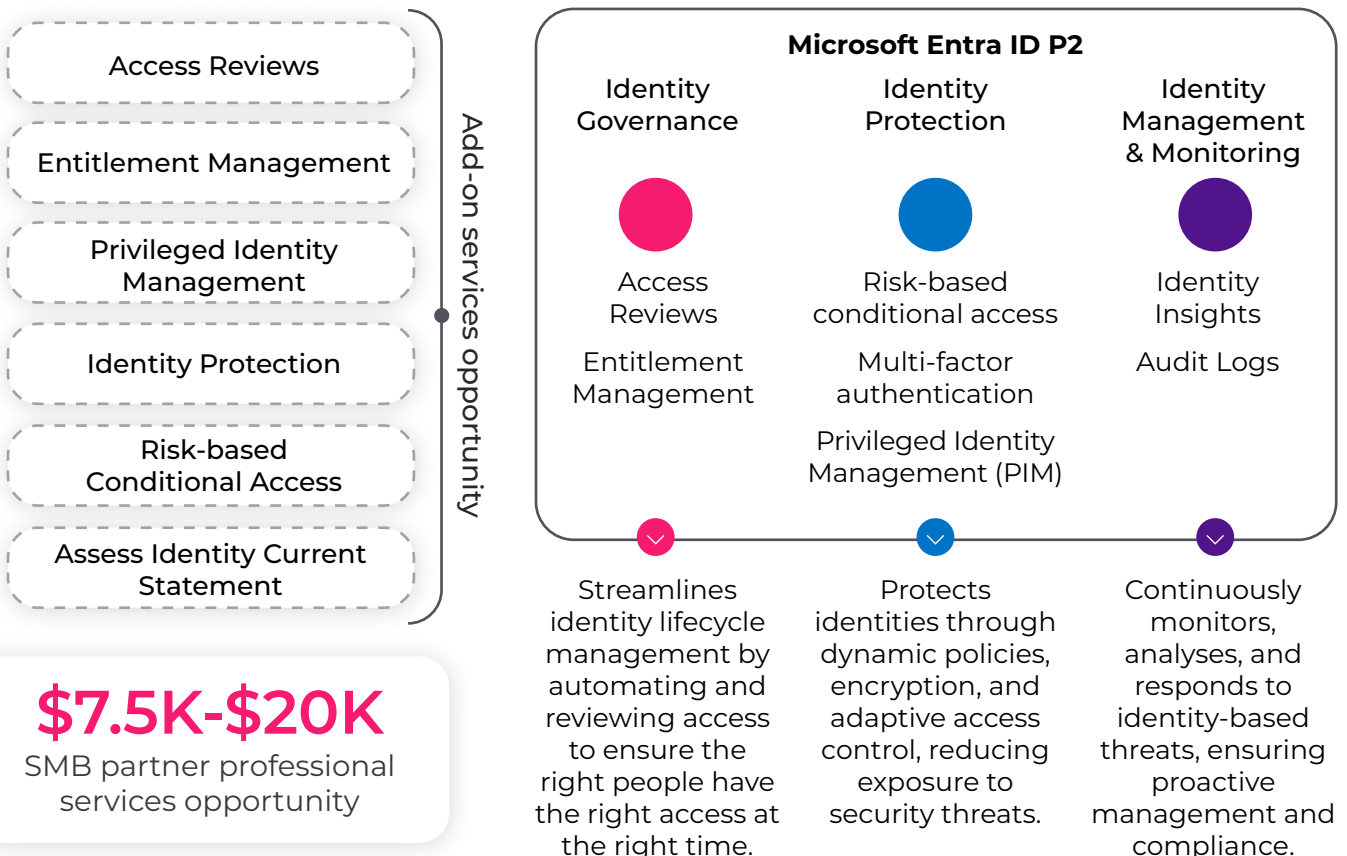 Access Reviews
Entitlement Management
Privileged Identity
Management
Identity Protection
Risk-based
Conditional Access
Assess Identity Current
Statement
Add-on services opportunity
$7.5K-$20K
SMB partner professional
services opportunity
Microsoft Entra ID P2
Identity
Governance
Access
Reviews
Entitlement
Management
Streamlines
identity lifecycle
management by
automating and
reviewing access
to ensure the
right people have
the right access at
the right time.
Identity
Protection
Risk-based
conditional access
Multi-factor
authentication
Privileged Identity
Management (PIM)
Protects
identities through
dynamic policies,
encryption, and
adaptive access
control, reducing
exposure to
security threats.
Identity
Management
& Monitoring
Identity
Insights
Audit Logs
Continuously
monitors,
analyses, and
responds to
identity-based
threats, ensuring
proactive
management and
compliance.